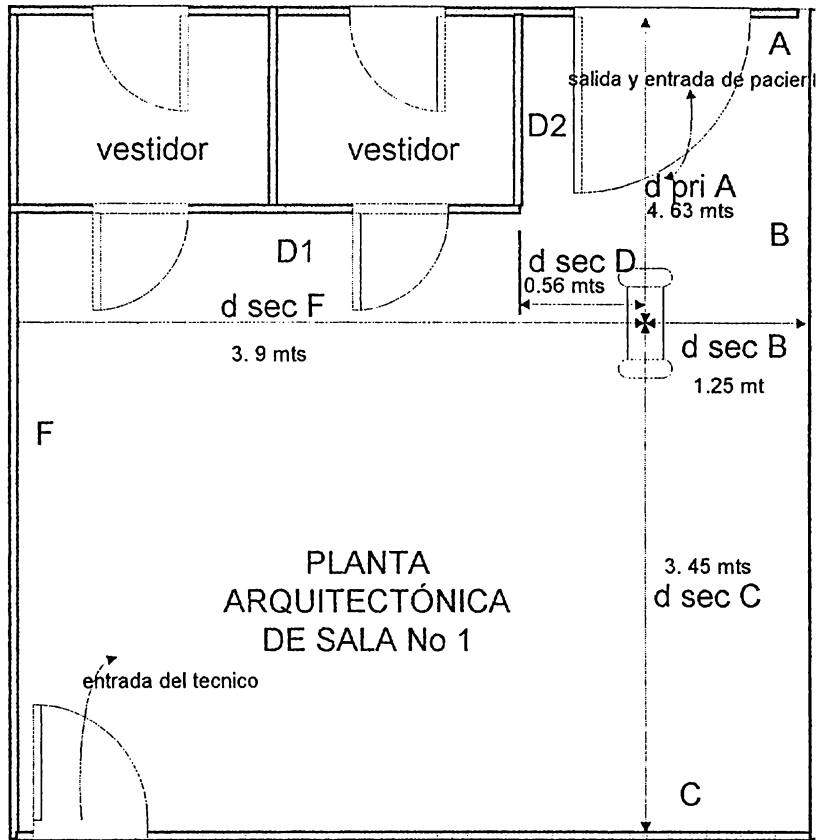 A
salida y entrada de pacien
vestidor
vestidor
D2
d pri A
4. 63 mts
B
D1
d sec D
0.56 mts
d sec F
3. 9 mts
d sec B
1.25 mt
F
PLANTA
ARQUITECTÓNICA
DE SALA No 1
3. 45 mts
d sec C
entrada del tecnico
C